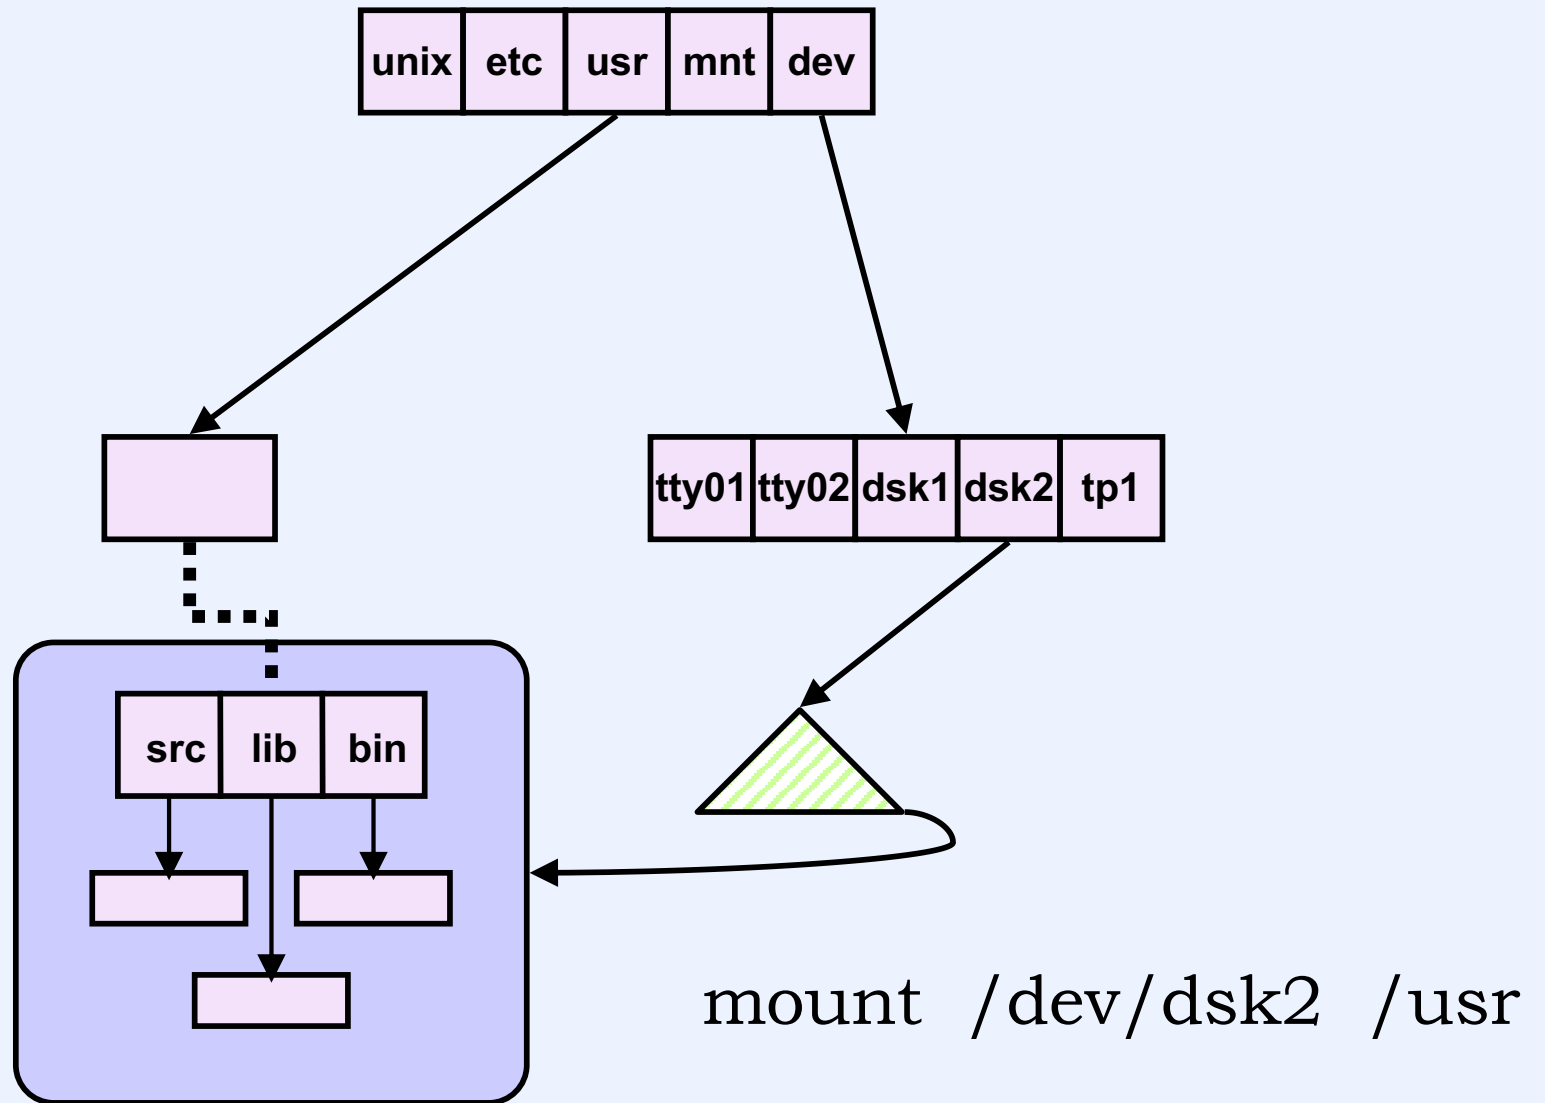 unix etc usr mnt dev
tty01 tty02 dsk1 dsk2 tp1
src lib bin
mount /dev/dsk2 /usr